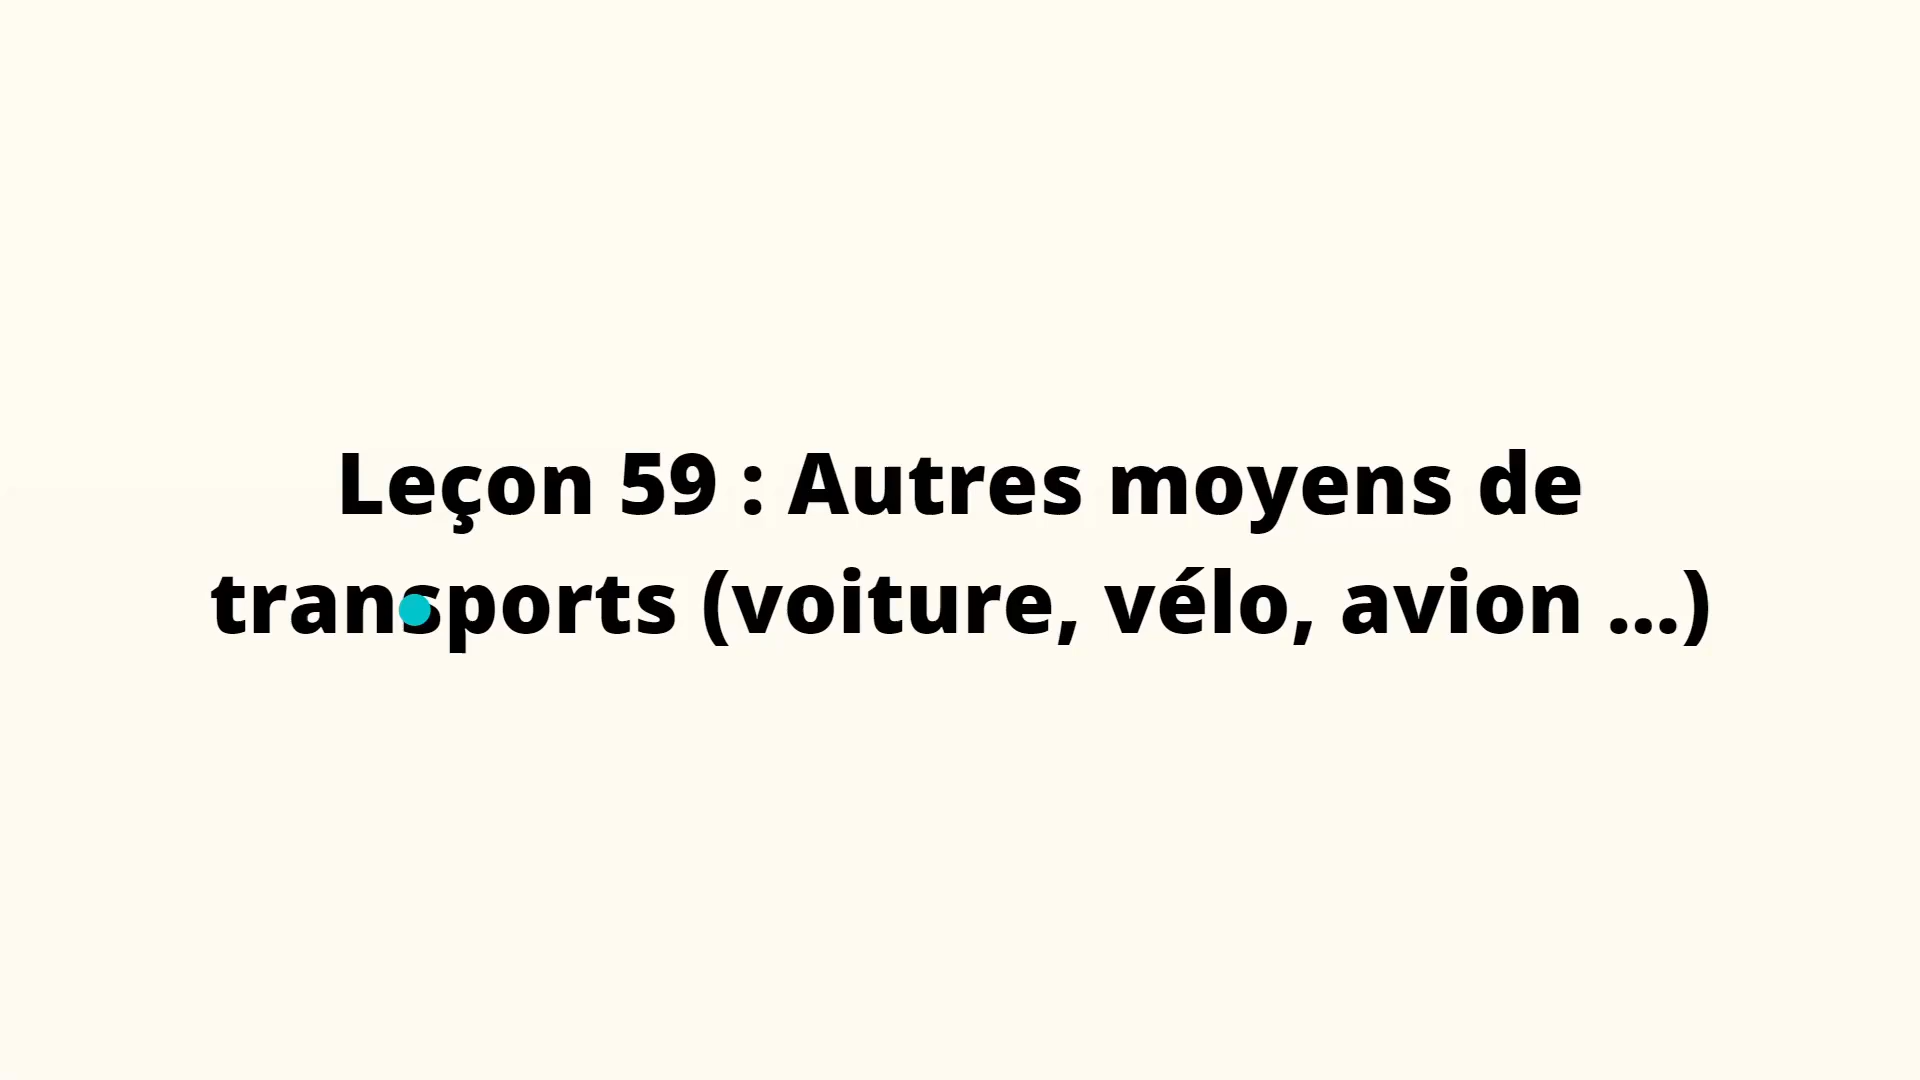 Leçon 59 : Autres moyens de
transports (voiture, vélo, avion ...)